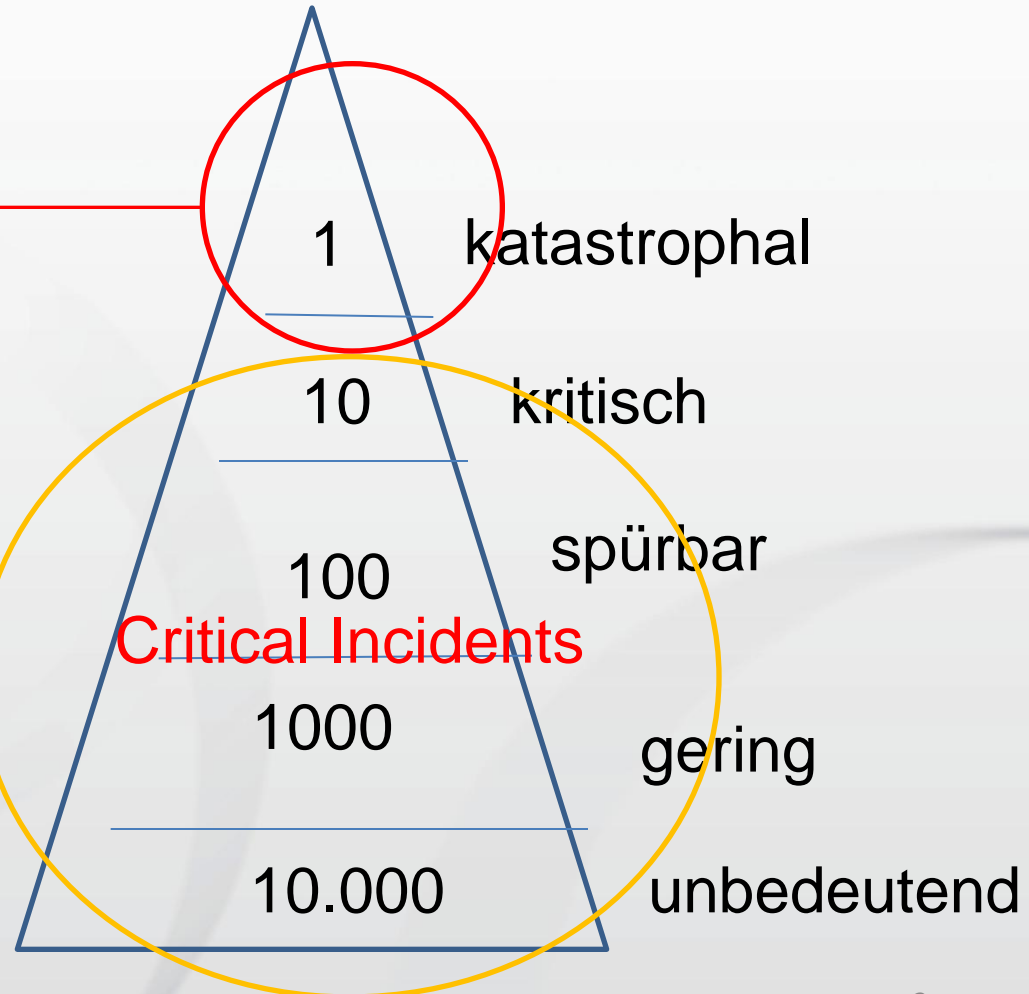 1 katastrophal
10 kritisch
spürbar
100
Critical Incidents
1000
gering
10.000 unbedeutend